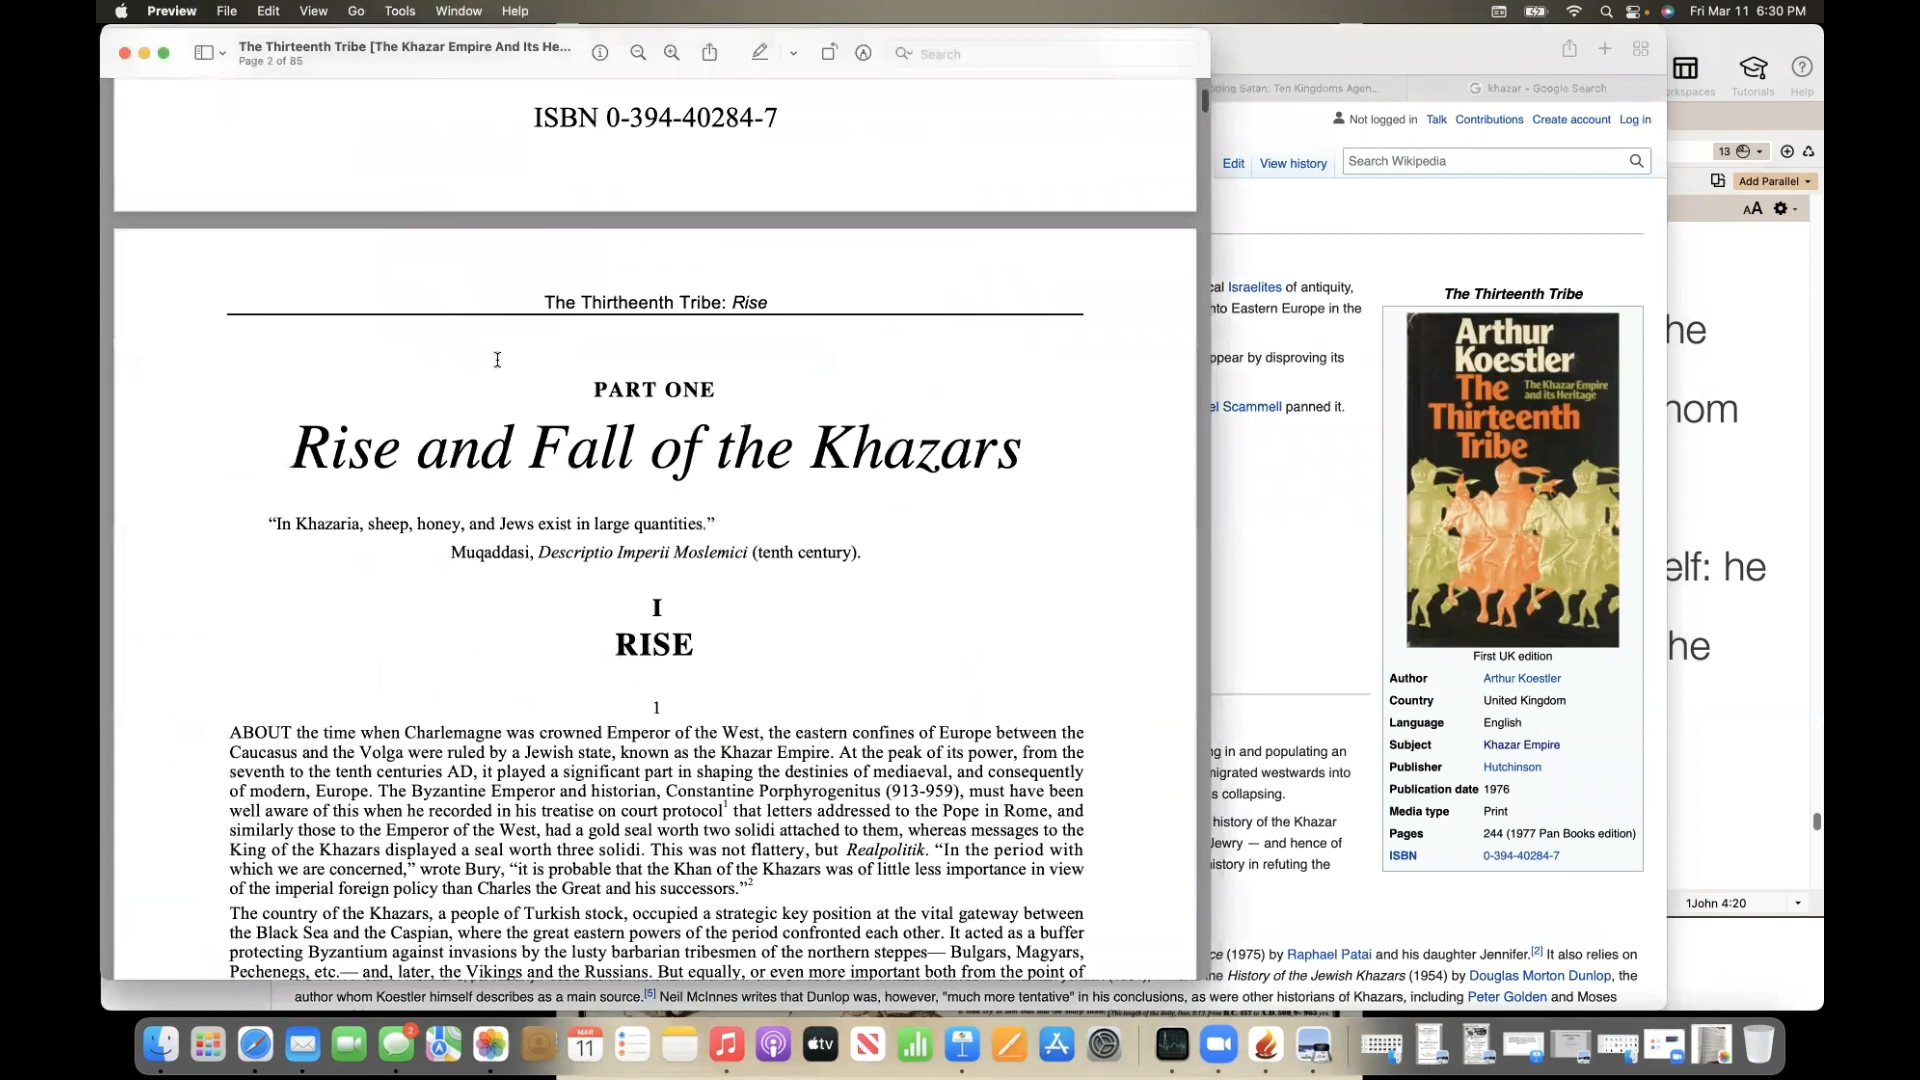 Preview File Edit View Go Tools Window Help
Fri Mar 11 6:30 PM
The Thirteenth Tribe [The Khazar Empire And Its He...
Page 2 of 85
Search
ISBN 0-394-40284-7
The Thirtheenth Tribe: Rise
PART ONE
Rise and Fall of the Khazars
“In Khazaria, sheep, honey, and Jews exist in large quantities.”
Muqaddasi, Descriptio Imperii Moslemici (tenth century).
I
RISE
1
ABOUT the time when Charlemagne was crowned Emperor of the West, the eastern confines of Europe between the
Caucasus and the Volga were ruled by a Jewish state, known as the Khazar Empire. At the peak of its power, from the
seventh to the tenth centuries AD, it played a significant part in shaping the destinies of mediaeval, and consequently
of modern, Europe. The Byzantine Emperor and historian, Constantine Porphyrogenitus (913-959), must have been
well aware of this when he recorded in his treatise on court protocol1 that letters addressed to the Pope in Rome, and
similarly those to the Emperor of the West, had a gold seal worth two solidi attached to them, whereas messages to the
King of the Khazars displayed a seal worth three solidi. This was not flattery, but Realpolitik. “In the period with
which we are concerned,” wrote Bury, “it is probable that the Khan of the Khazars was of little less importance in view
of the imperial foreign policy than Charles the Great and his successors.”2
The country of the Khazars, a people of Turkish stock, occupied a strategic key position at the vital gateway between
the Black Sea and the Caspian, where the great eastern powers of the period confronted each other. It acted as a buffer
protecting Byzantium against invasions by the lusty barbarian tribesmen of the northern steppes— Bulgars, Magyars,
Pechenegs, etc.— and, later, the Vikings and the Russians. But equally, or even more important both from the point of
ding Satan: Ten Kingdoms Agen...
khazar - Google Search
Not logged in Talk Contributions Create account Log in
Edit View history Search Wikipedia
cal Israelites of antiquity,
nto Eastern Europe in the
ppear by disproving its
el Scammell panned it.
The Thirteenth Tribe
Arthur
Koestler
The
The Khazar Empire
and its Heritage
Thirteenth
Tribe
First UK edition
Author Arthur Koestler
Country United Kingdom
Language English
Subject Khazar Empire
Publisher Hutchinson
Publication date 1976
Media type Print
Pages 244 (1977 Pan Books edition)
ISBN 0-394-40284-7
ng in and populating an
migrated westwards into
s collapsing.
history of the Khazar
Jewry — and hence of
istory in refuting the
ce (1975) by Raphael Patai and his daughter Jennifer.[2] It also relies on
ne History of the Jewish Khazars (1954) by Douglas Morton Dunlop, the
author whom Koestler himself describes as a main source.[5] Neil McInnes writes that Dunlop was, however, "much more tentative" in his conclusions, as were other historians of Khazars, including Peter Golden and Moses
rkspaces Tutorials Help
13
Add Parallel
AA
he
hom
elf: he
he
1John 4:20
2
MAR
11
tv